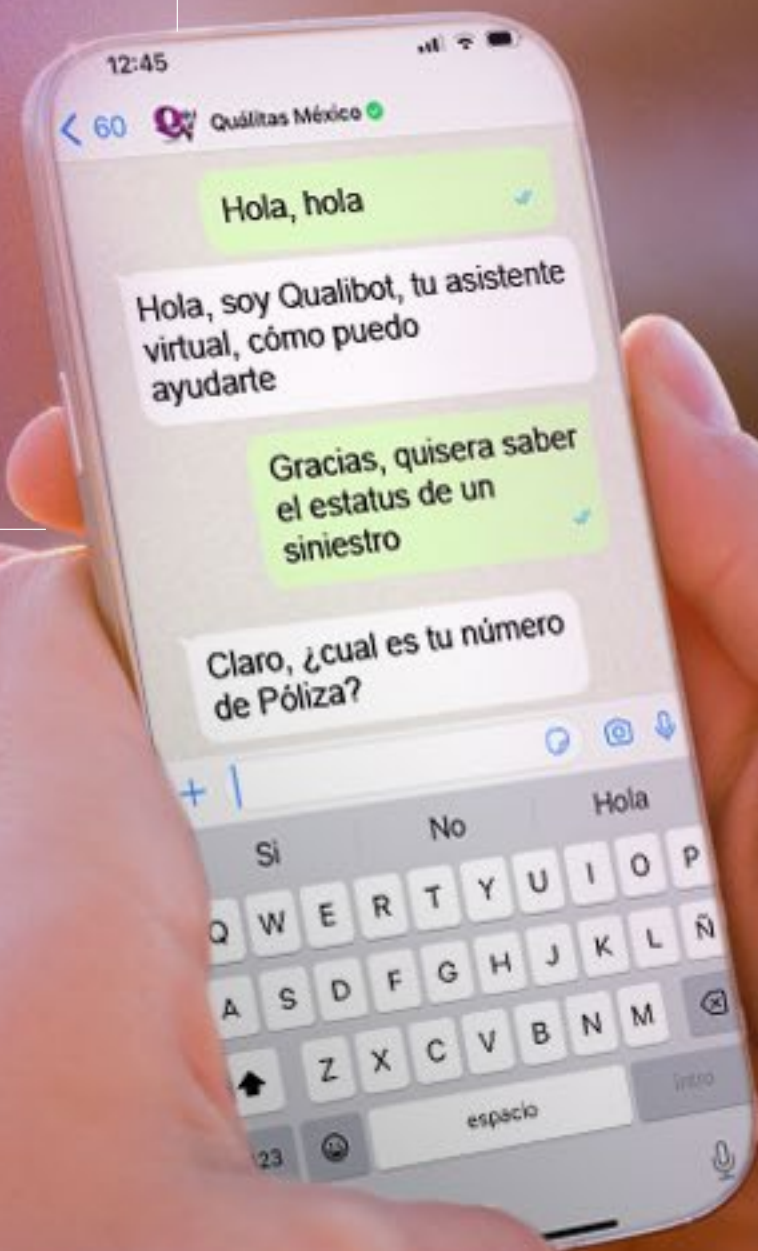 12:45
60 Quálitas México
Hola, hola
Hola, soy Qualibot, tu asistente
virtual, cómo puedo
ayudarte
Gracias, quisera saber
el estatus de un
siniestro
Claro, ¿cual es tu número
de Póliza?
Si No Hola
Q W E R T Y U I O P
A S D F G H J K L Ñ
Z X C V B N M
123 espacio intro